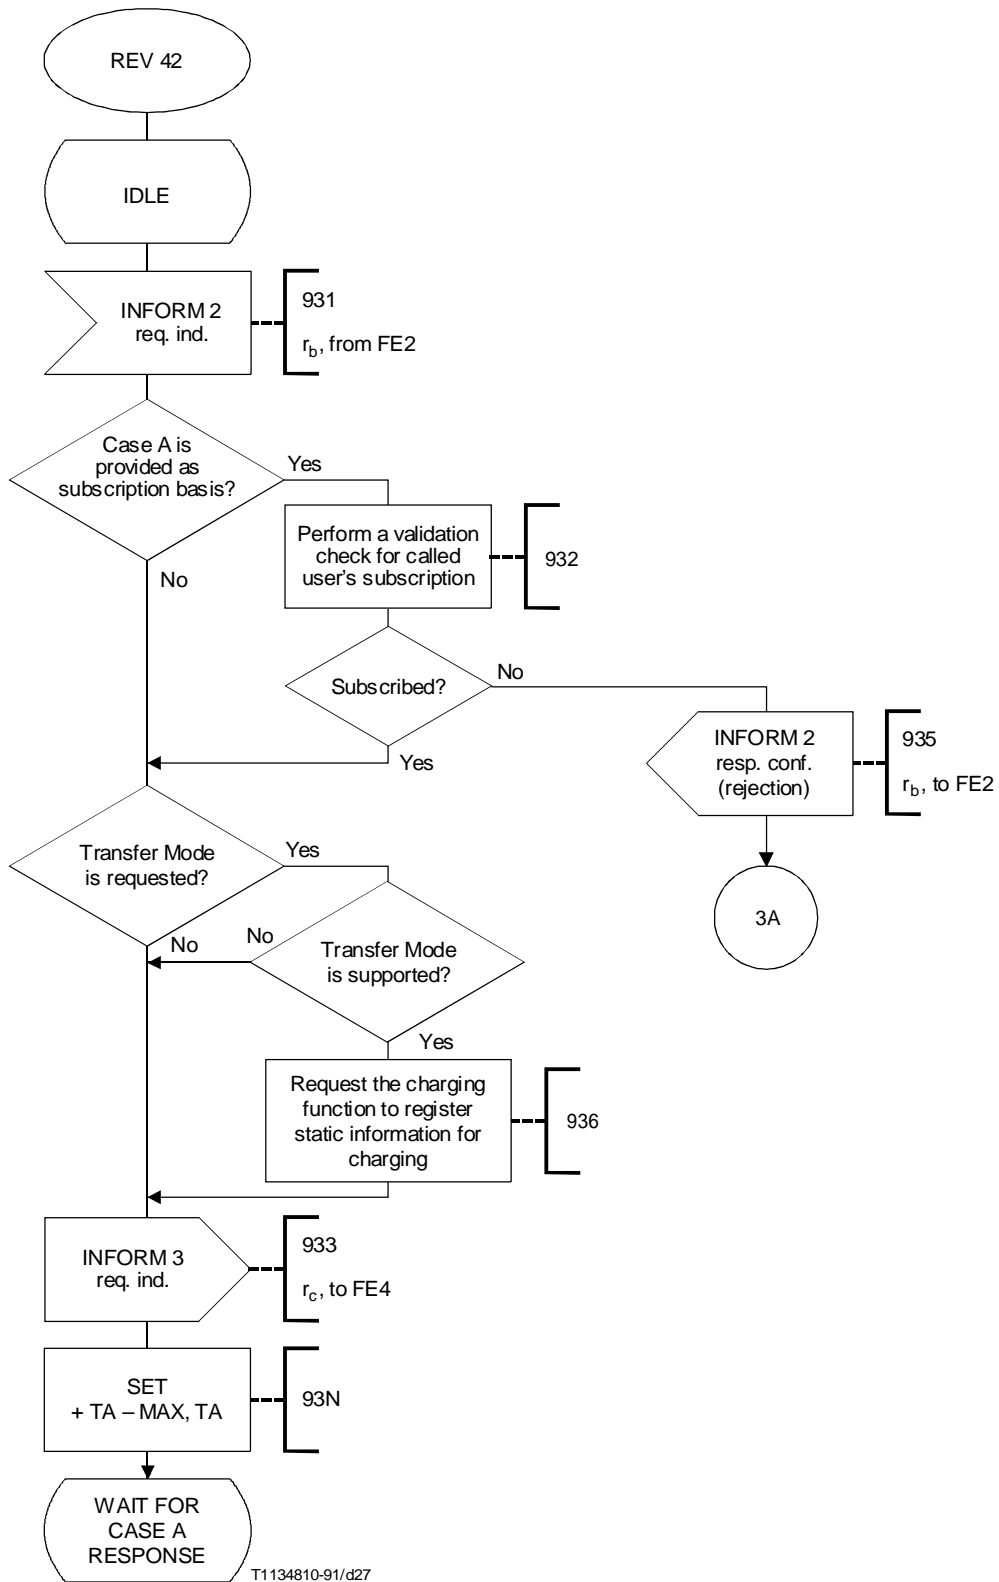 REV 42
IDLE
INFORM 2
req. ind.
931
r_b, from FE2
Case A is
provided as
subscription basis?
Yes
No
Perform a validation
check for called
user's subscription
932
Subscribed?
No
Yes
INFORM 2
resp. conf.
(rejection)
935
r_b, to FE2
3A
Transfer Mode
is requested?
Yes
No
No
Transfer Mode
is supported?
Yes
Request the charging
function to register
static information for
charging
936
INFORM 3
req. ind.
933
r_c, to FE4
SET
+ TA – MAX, TA
93N
WAIT FOR
CASE A
RESPONSE
T1134810-91/d27